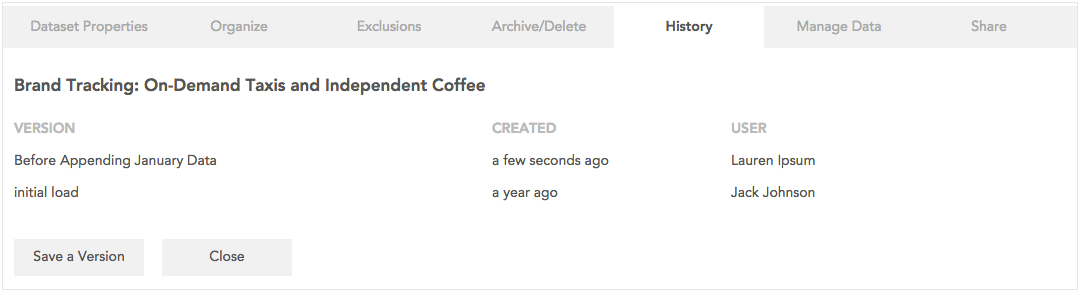 Dataset Properties Organize Exclusions Archive/Delete History Manage Data Share
Brand Tracking: On-Demand Taxis and Independent Coffee
VERSION CREATED USER
Before Appending January Data a few seconds ago Lauren Ipsum
initial load a year ago Jack Johnson
Save a Version Close